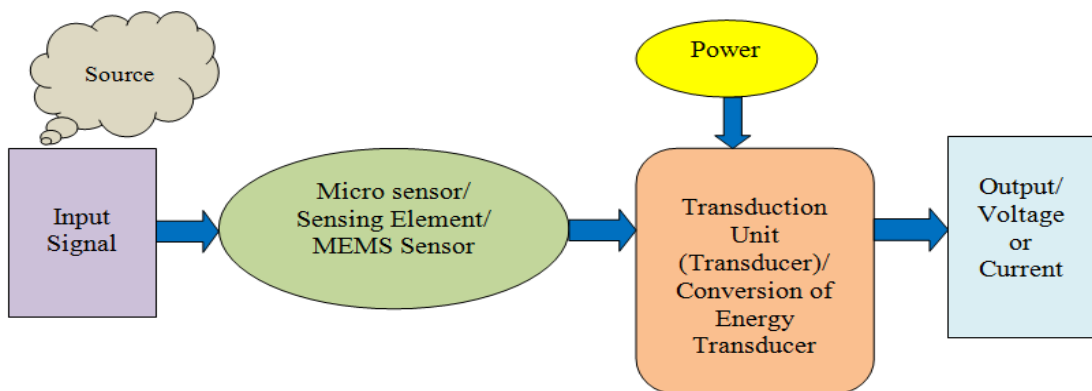 Source
Power
Input
Signal
Micro sensor/
Sensing Element/
MEMS Sensor
Transduction
Unit
(Transducer)/
Conversion of
Energy
Transducer
Output/
Voltage
or
Current